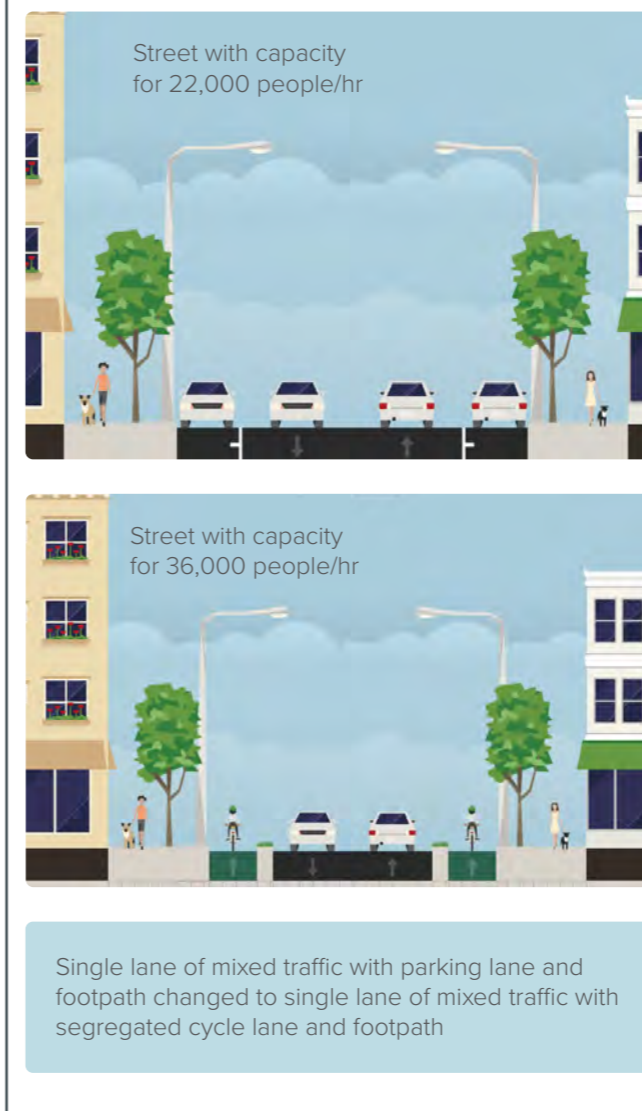 Street with capacity
for 22,000 people/hr
Street with capacity
for 36,000 people/hr
Single lane of mixed traffic with parking lane and
footpath changed to single lane of mixed traffic with
segregated cycle lane and footpath